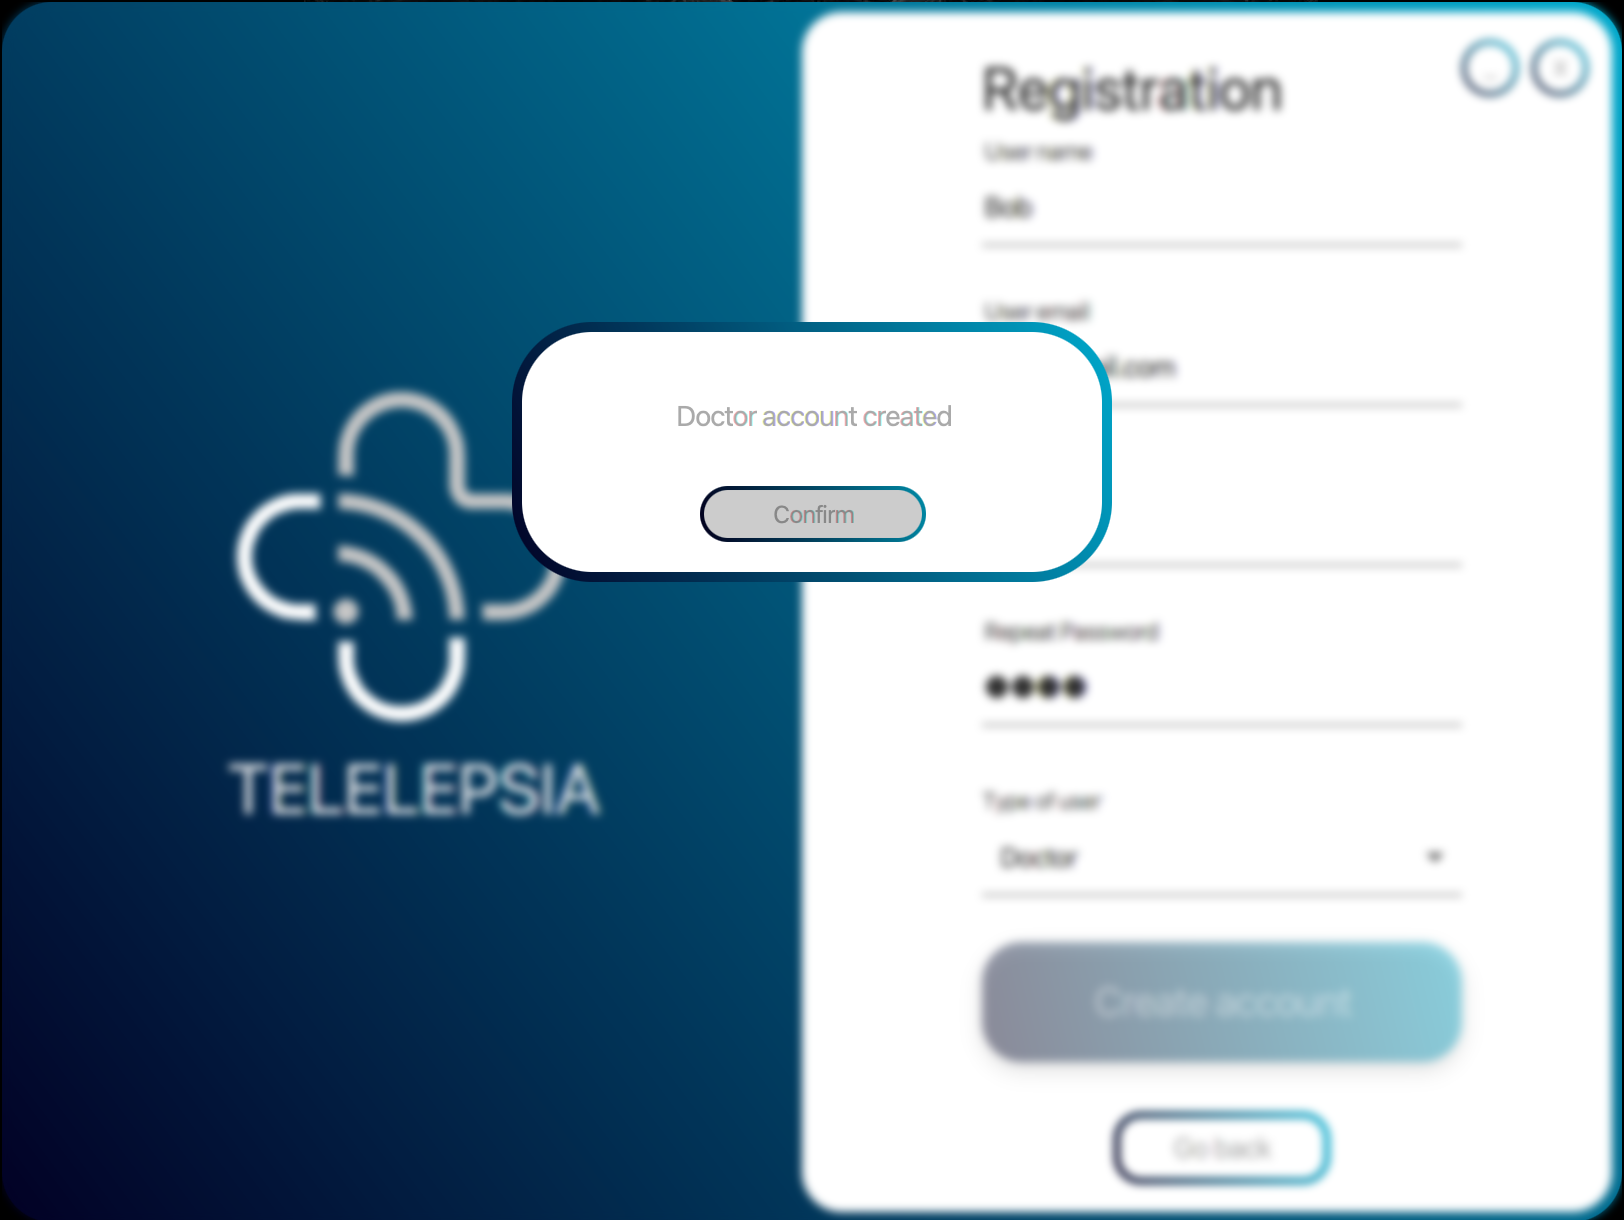 Registration
User name
Bob
User email
il.com
Doctor account created
Confirm
Repeat Password
TELELEPSIA
Type of user
Doctor
Create account
Go back